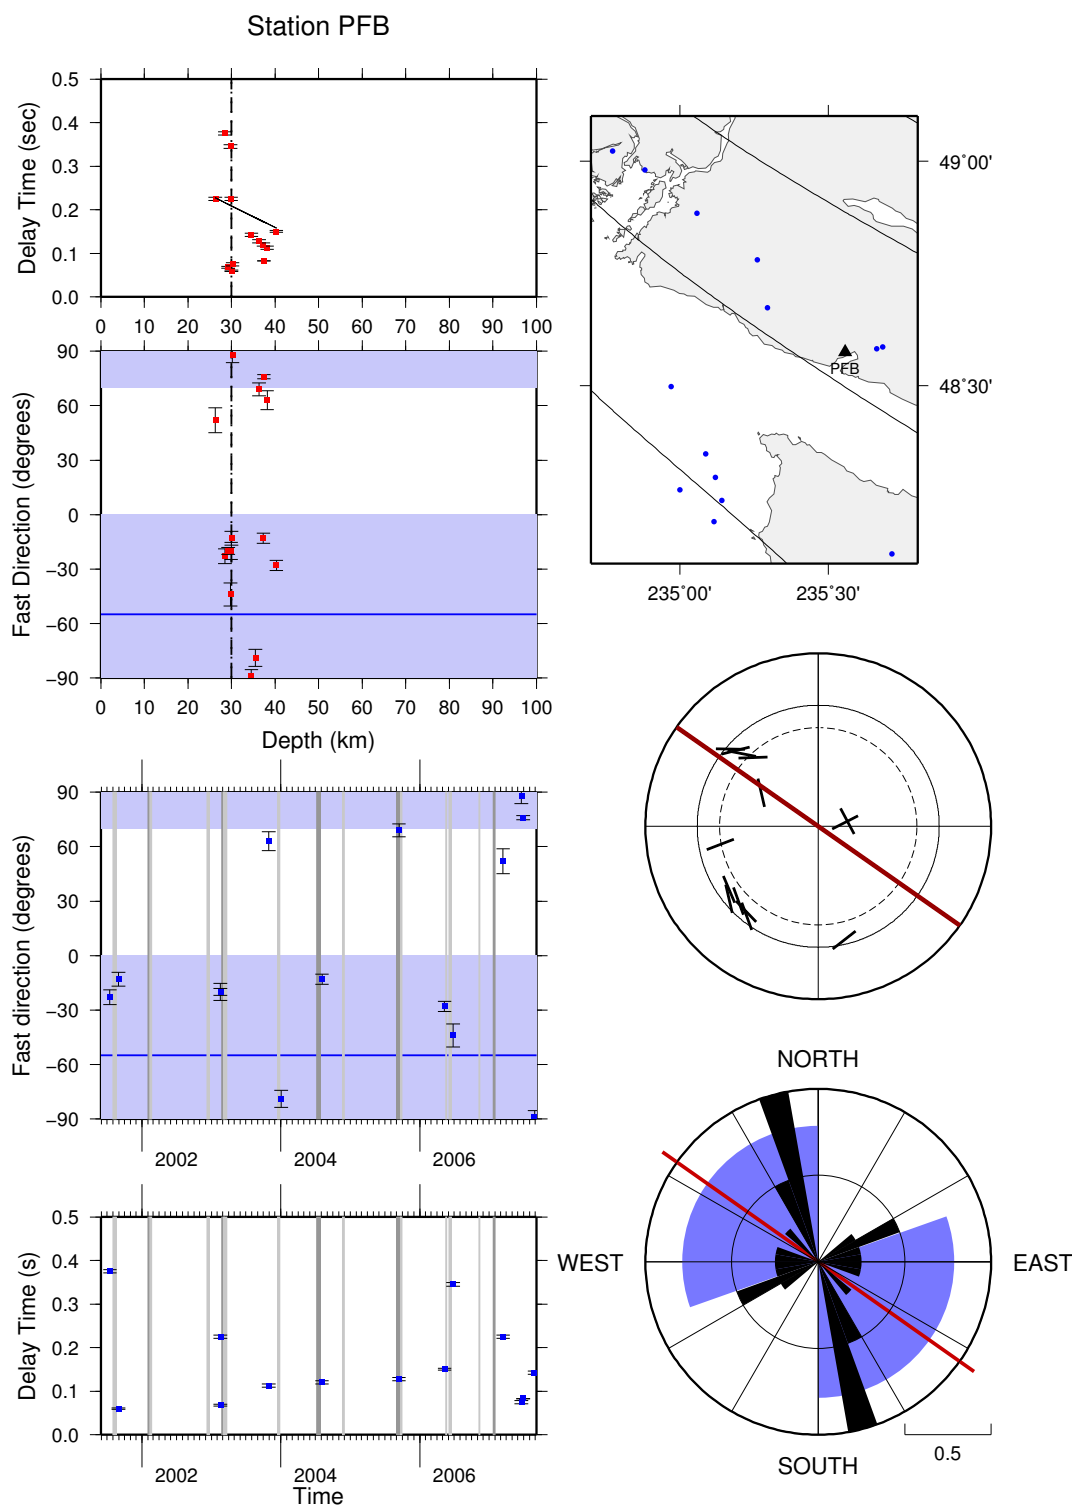 Station PFB
Delay Time (sec)
0.5
0.4
0.3
0.2
0.1
0.0
0 10 20 30 40 50 60 70 80 90 100
Fast Direction (degrees)
90
60
30
0
−30
−60
−90
0 10 20 30 40 50 60 70 80 90 100
Depth (km)
Fast direction (degrees)
90
60
30
0
−30
−60
−90
2002 2004 2006
Delay Time (s)
0.5
0.4
0.3
0.2
0.1
0.0
2002 2004 2006
Time
49°00'
48°30'
PFB
235°00' 235°30'
NORTH
WEST
EAST
SOUTH
0.5